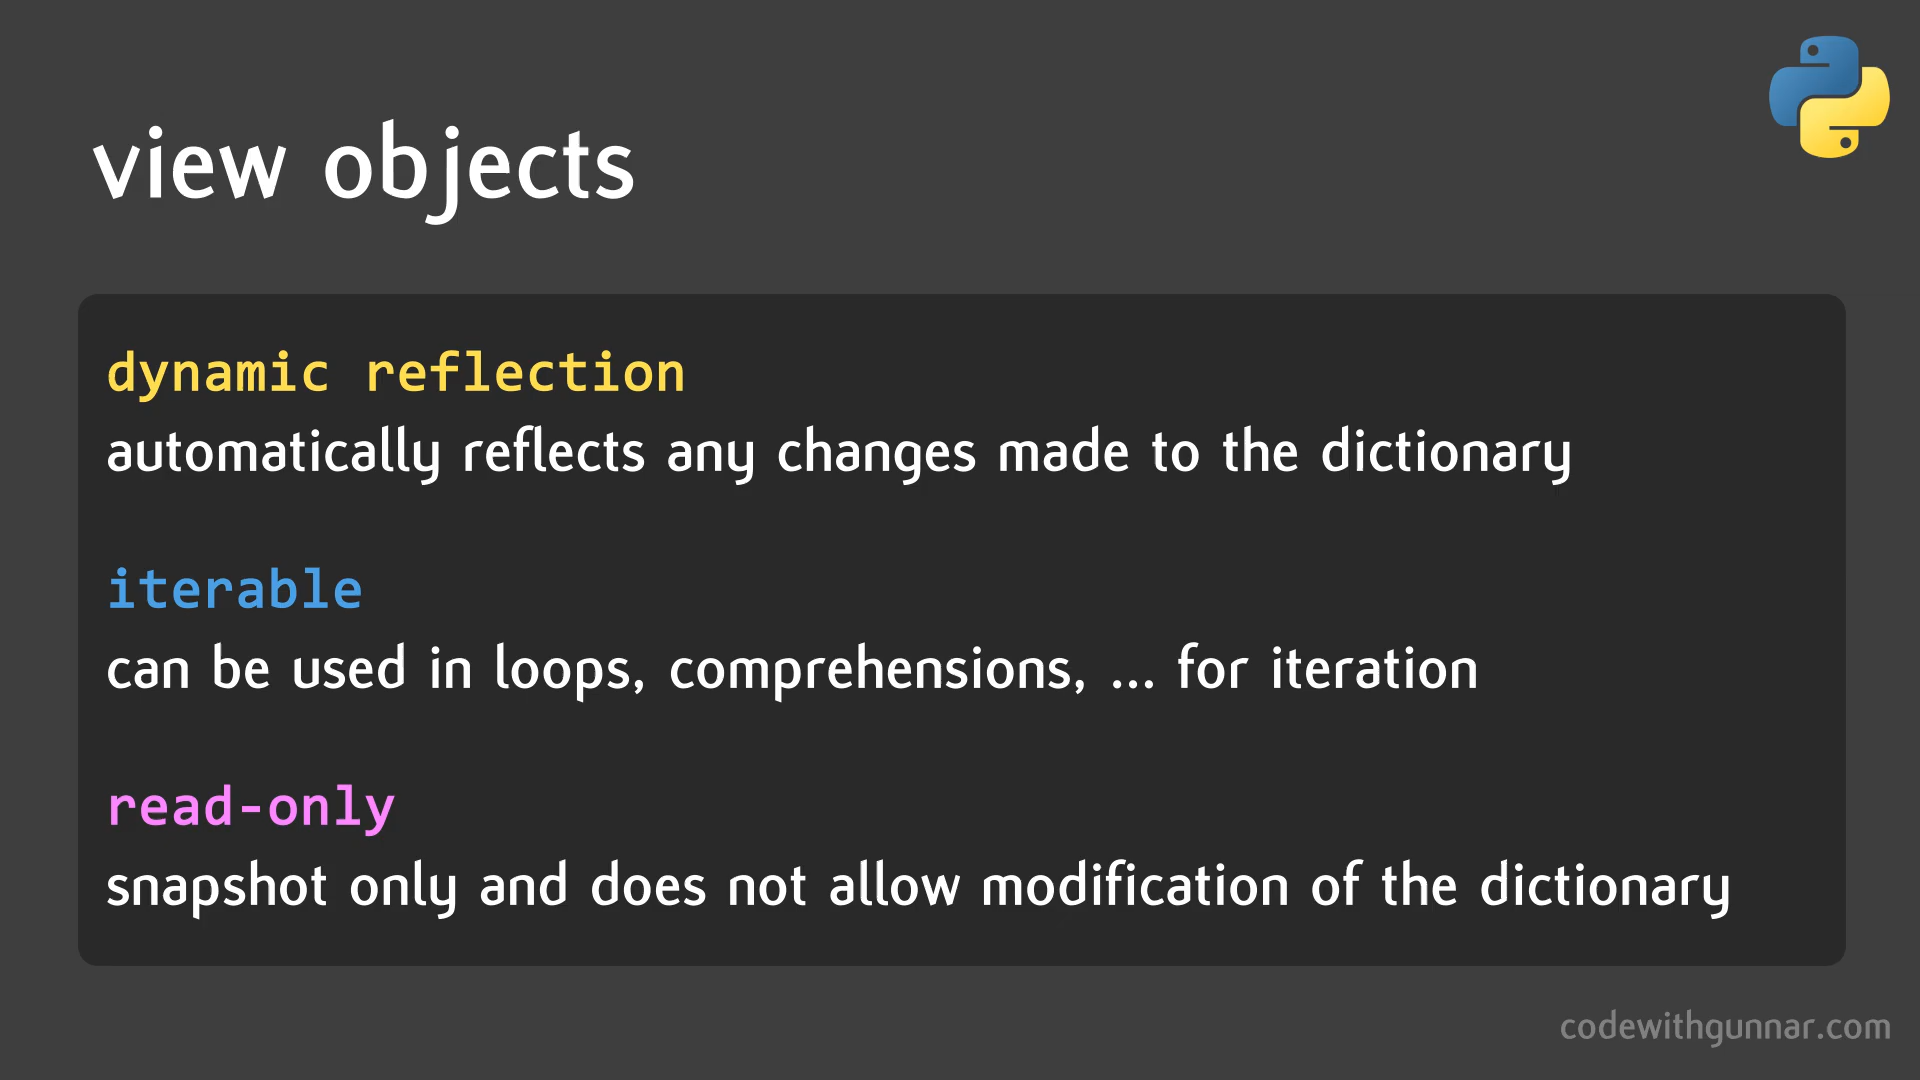 view objects
dynamic reflection
automatically reflects any changes made to the dictionary
iterable
can be used in loops, comprehensions, ... for iteration
read-only
snapshot only and does not allow modification of the dictionary
codewithgunnar.com